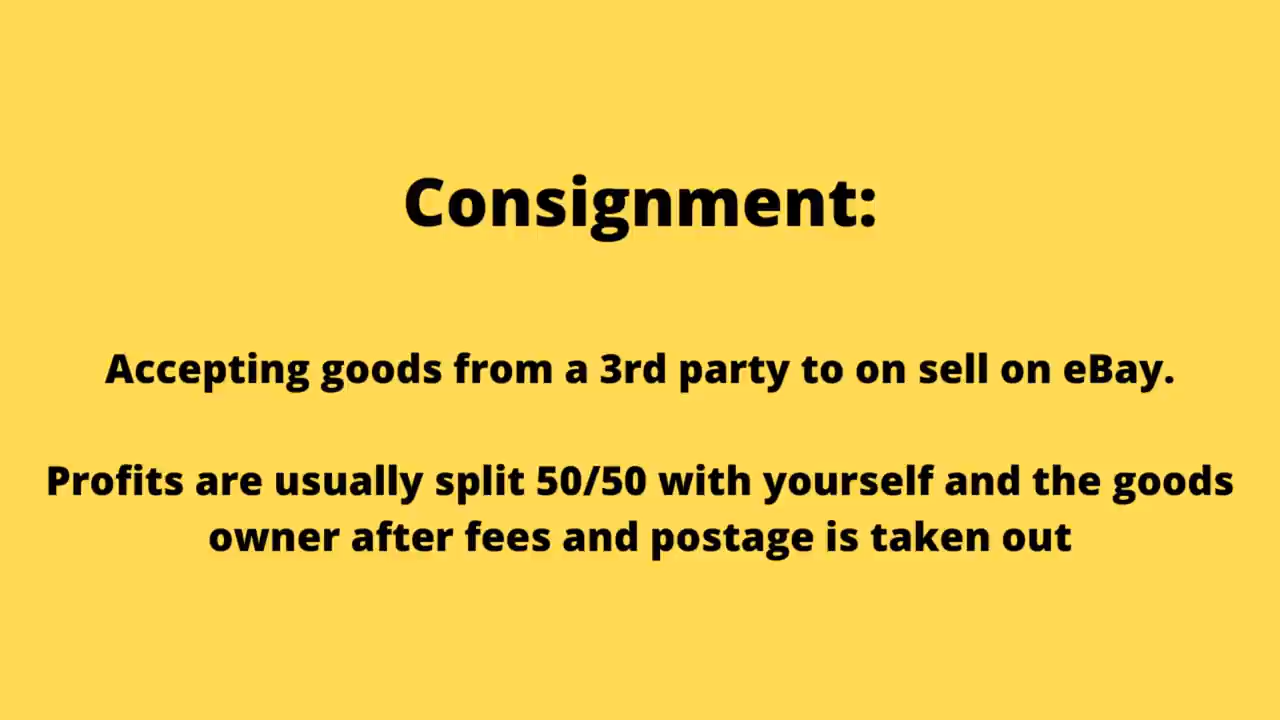 Consignment:
Accepting goods from a 3rd party to on sell on eBay.
Profits are usually split 50/50 with yourself and the goods
owner after fees and postage is taken out